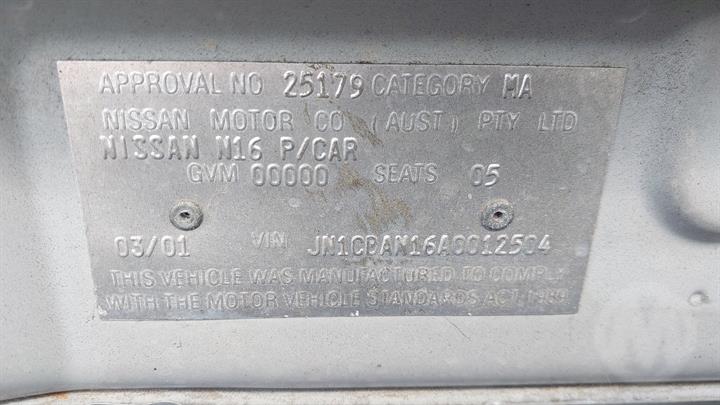 APPROVAL NO 25179 CATEGORY MA
NISSAN MOTOR CO (AUST) PTY LTD
NISSAN N16 P/CAR
GVM 00000 SEATS 05
03/01 VIN JN1CBAN16A0012504
THIS VEHICLE WAS MANUFACTURED TO COMPLY
WITH THE MOTOR VEHICLE STANDARDS ACT 1989